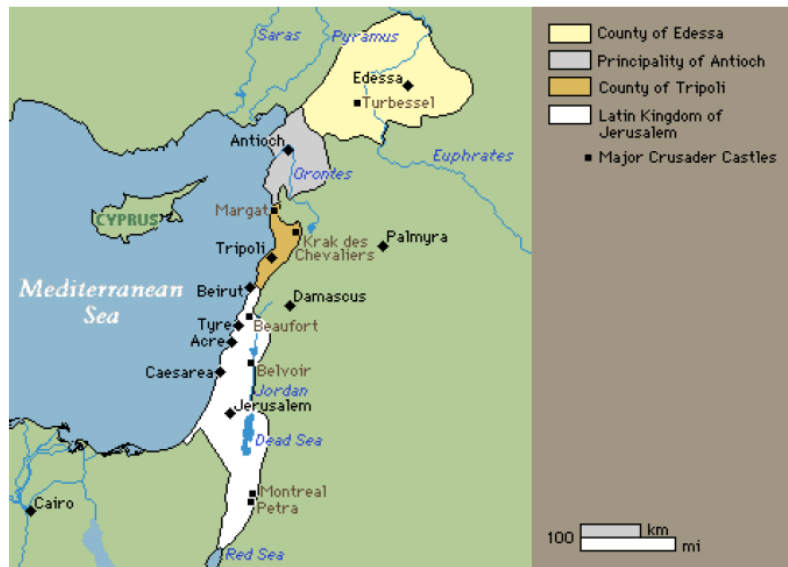 Saras
Pyramus
Edessa
Turbessel
Antioch
Euphrates
Orontes
Margat
CYPRUS
Krak des
Chevaliers
Palmyra
Tripoli
Mediterranean
Sea
Beirut
Damascus
Tyre
Beaufort
Acre
Caesarea
Belvoir
Jordan
Jerusalem
Dead Sea
Montreal
Petra
Cairo
Red Sea
County of Edessa
Principality of Antioch
County of Tripoli
Latin Kingdom of
Jerusalem
Major Crusader Castles
100 km
mi